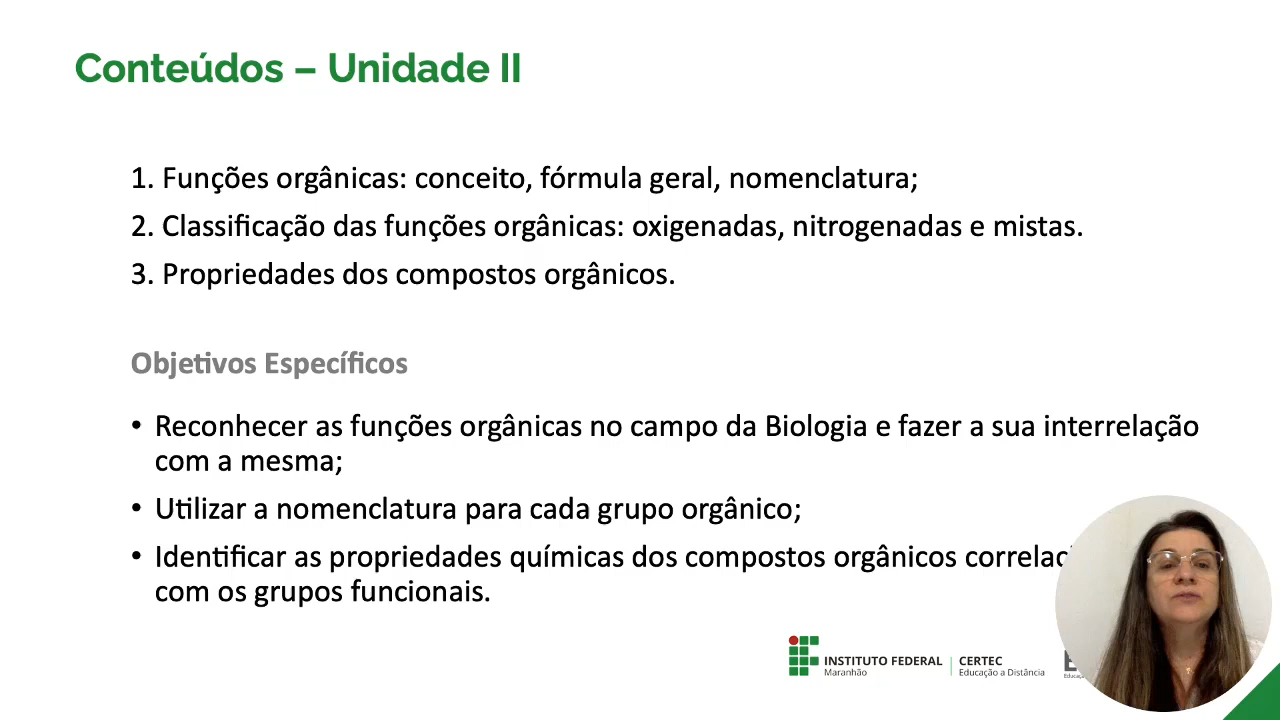 Conteúdos – Unidade II
1. Funções orgânicas: conceito, fórmula geral, nomenclatura;
2. Classificação das funções orgânicas: oxigenadas, nitrogenadas e mistas.
3. Propriedades dos compostos orgânicos.
Objetivos Específicos
• Reconhecer as funções orgânicas no campo da Biologia e fazer a sua interrelação
com a mesma;
• Utilizar a nomenclatura para cada grupo orgânico;
• Identificar as propriedades químicas dos compostos orgânicos
com os grupos funcionais.
INSTITUTO FEDERAL
Maranhão
CERTEC
Educação a Distância